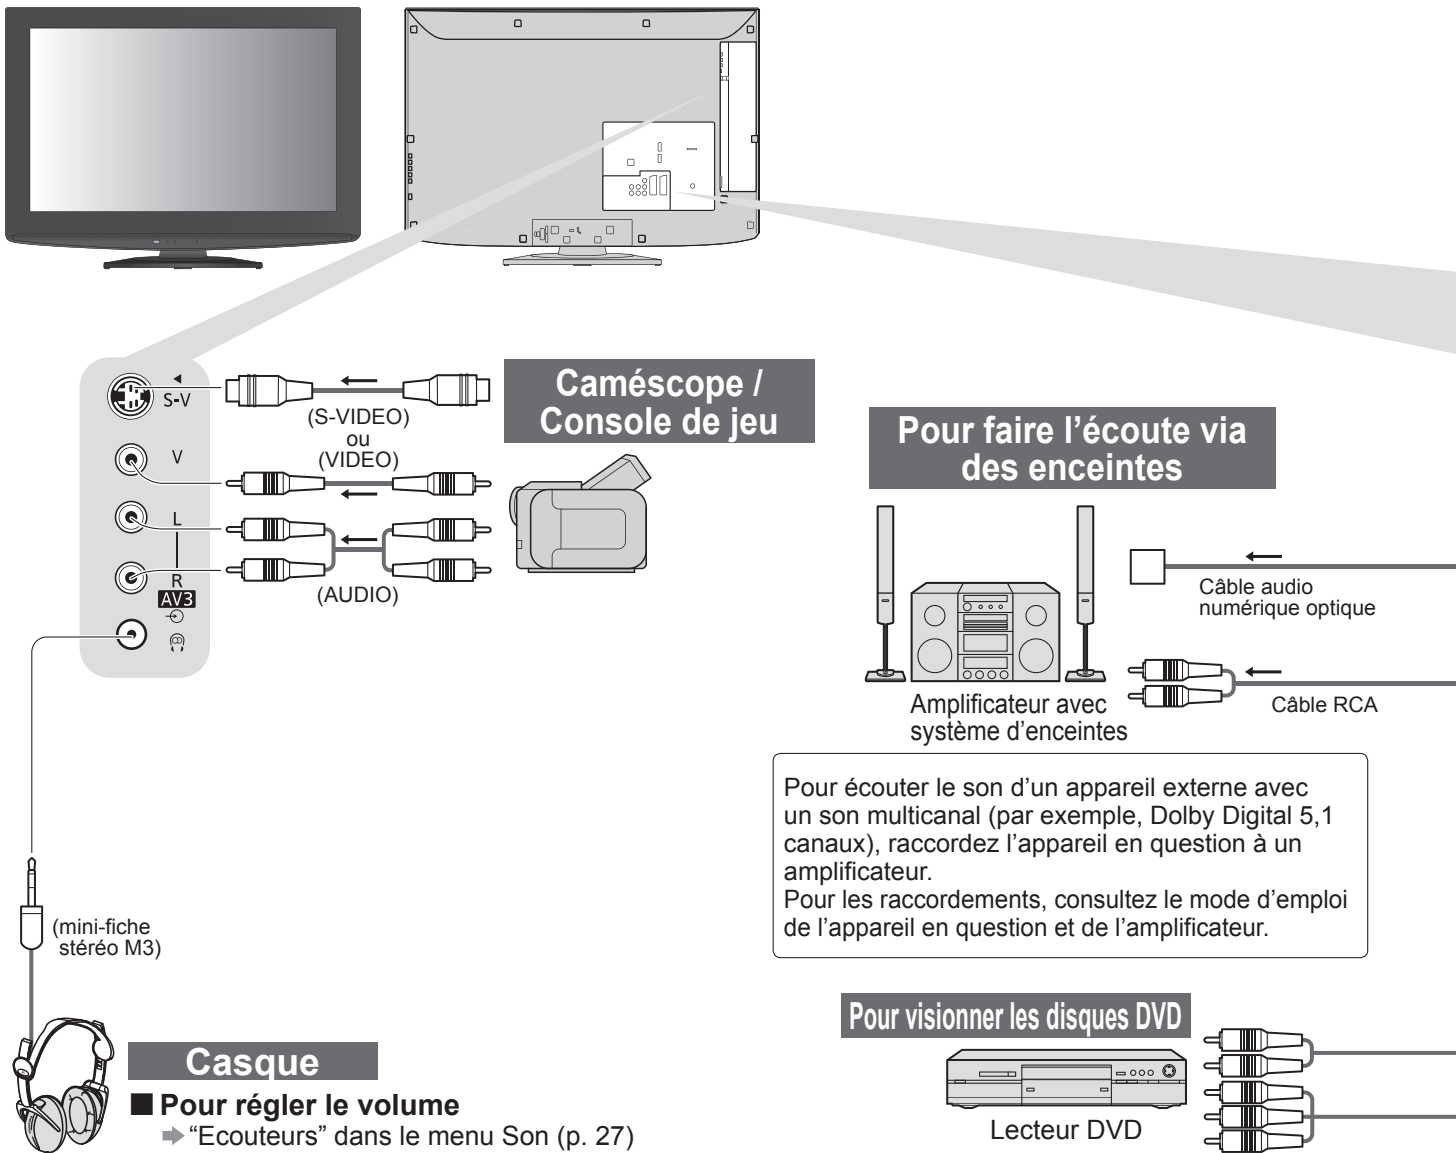 S-V
V
L
R
AV3
(S-VIDEO)
ou
(VIDEO)
(AUDIO)
Caméscope /
Console de jeu
(mini-fiche
stéréo M3)
Casque
■ Pour régler le volume
"Ecouteurs" dans le menu Son (p. 27)
Pour faire l’écoute via
des enceintes
Câble audio
numérique optique
Câble RCA
Amplificateur avec
système d’enceintes
Pour écouter le son d’un appareil externe avec
un son multicanal (par exemple, Dolby Digital 5,1
canaux), raccordez l’appareil en question à un
amplificateur.
Pour les raccordements, consultez le mode d’emploi
de l’appareil en question et de l’amplificateur.
Pour visionner les disques DVD
Lecteur DVD